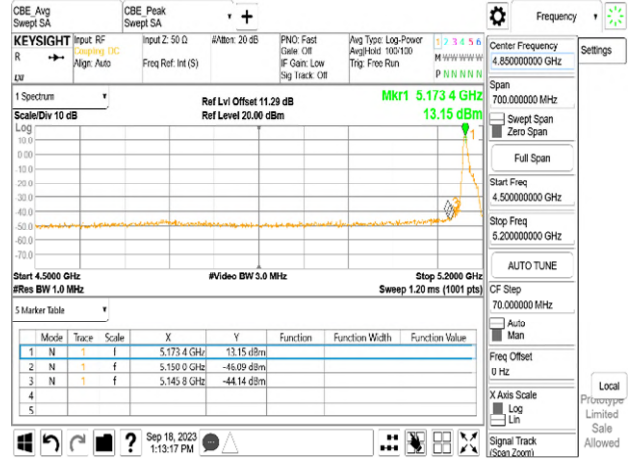 CBE_Avg
Swept SA
CBE_Peak
Swept SA
Frequency
KEYSIGHT
R
Input: RF
Coupling: DC
Align: Auto
Input Z: 50 Ω
Freq Ref: Int (S)
#Atten: 20 dB
PNO: Fast
Gate: Off
IF Gain: Low
Sig Track: Off
Avg Type: Log-Power
Avg|Hold: 100/100
Trig: Free Run
1 2 3 4 5 6
M W W W W W
P N N N N N
1 Spectrum
Scale/Div 10 dB
Ref Lvl Offset 11.29 dB
Ref Level 20.00 dBm
Mkr1 5.173 4 GHz
13.15 dBm
Log
10.0
0.00
-10.0
-20.0
-30.0
-40.0
-50.0
-60.0
-70.0
1
Start 4.5000 GHz
#Res BW 1.0 MHz
#Video BW 3.0 MHz
Stop 5.2000 GHz
Sweep 1.20 ms (1001 pts)
5 Marker Table
Mode Trace Scale X Y Function Function Width Function Value
1 N 1 f 5.173 4 GHz 13.15 dBm
2 N 1 f 5.150 0 GHz -46.09 dBm
3 N 1 f 5.145 8 GHz -44.14 dBm
4
5
Sep 18, 2023
1:13:17 PM
Center Frequency
4.850000000 GHz
Settings
Span
700.000000 MHz
Swept Span
Zero Span
Full Span
Start Freq
4.500000000 GHz
Stop Freq
5.200000000 GHz
AUTO TUNE
CF Step
70.000000 MHz
Auto
Man
Freq Offset
0 Hz
X Axis Scale
Log
Lin
Signal Track
(Span Zoom)
Local
Prototype
Limited
Sale
Allowed